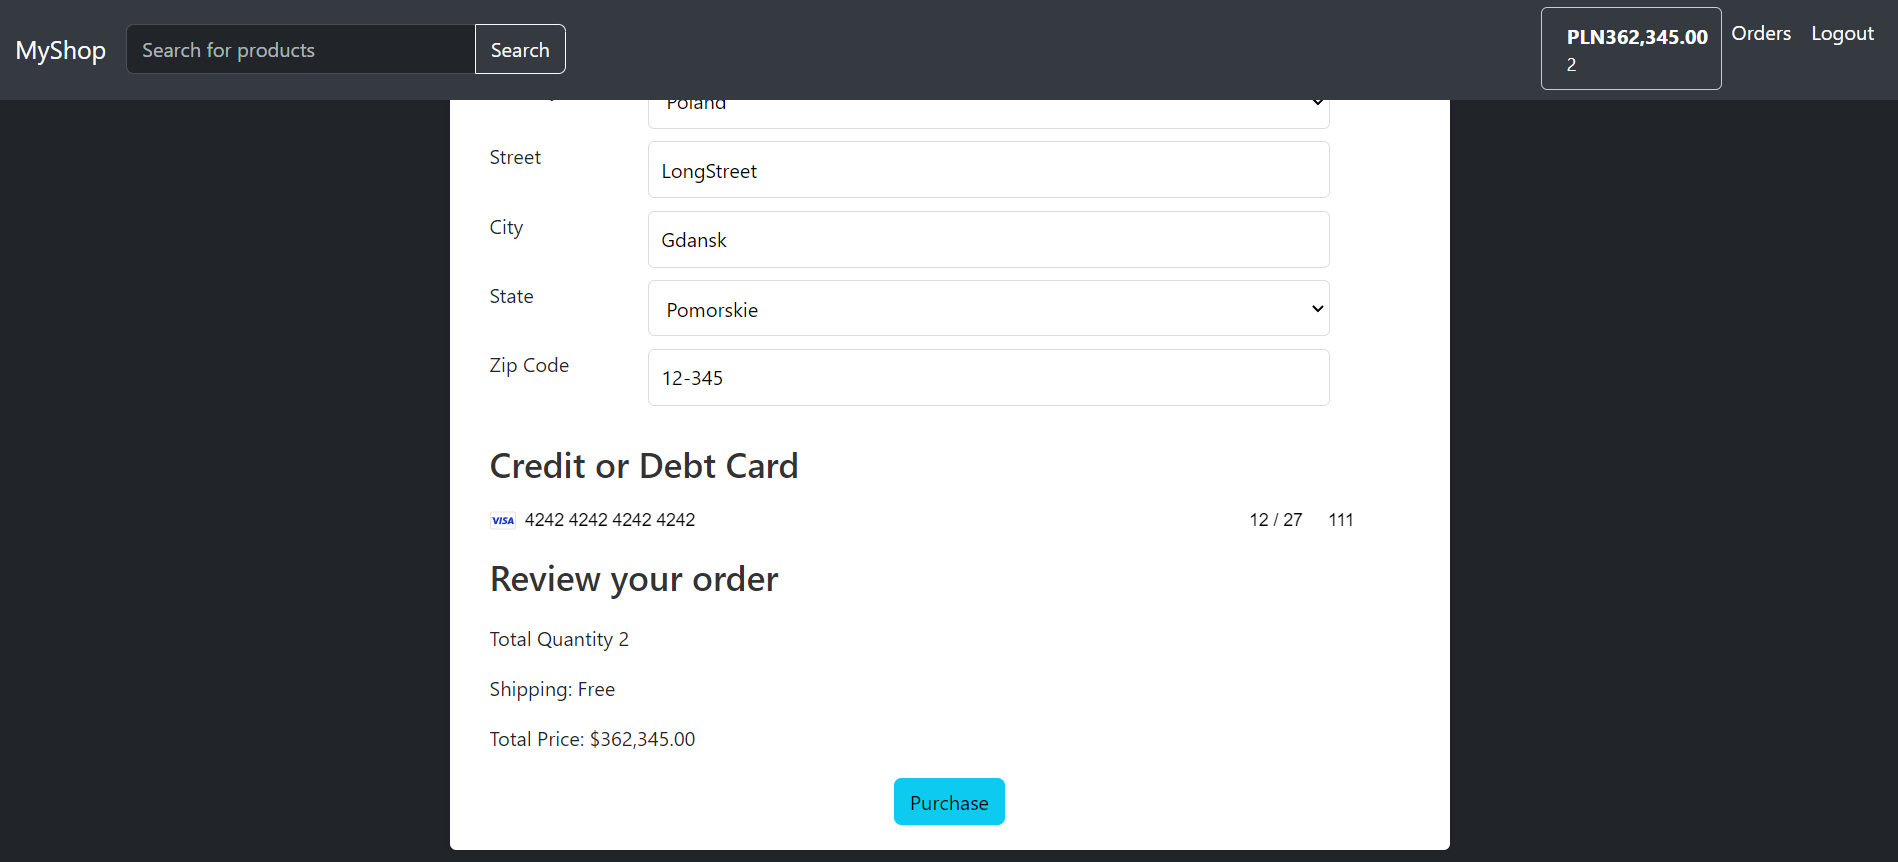 MyShop
Search for products
Search
PLN362,345.00
2
Orders
Logout
Poland
Street
LongStreet
City
Gdansk
State
Pomorskie
Zip Code
12-345
Credit or Debt Card
VISA 4242 4242 4242 4242 12 / 27 111
Review your order
Total Quantity 2
Shipping: Free
Total Price: $362,345.00
Purchase